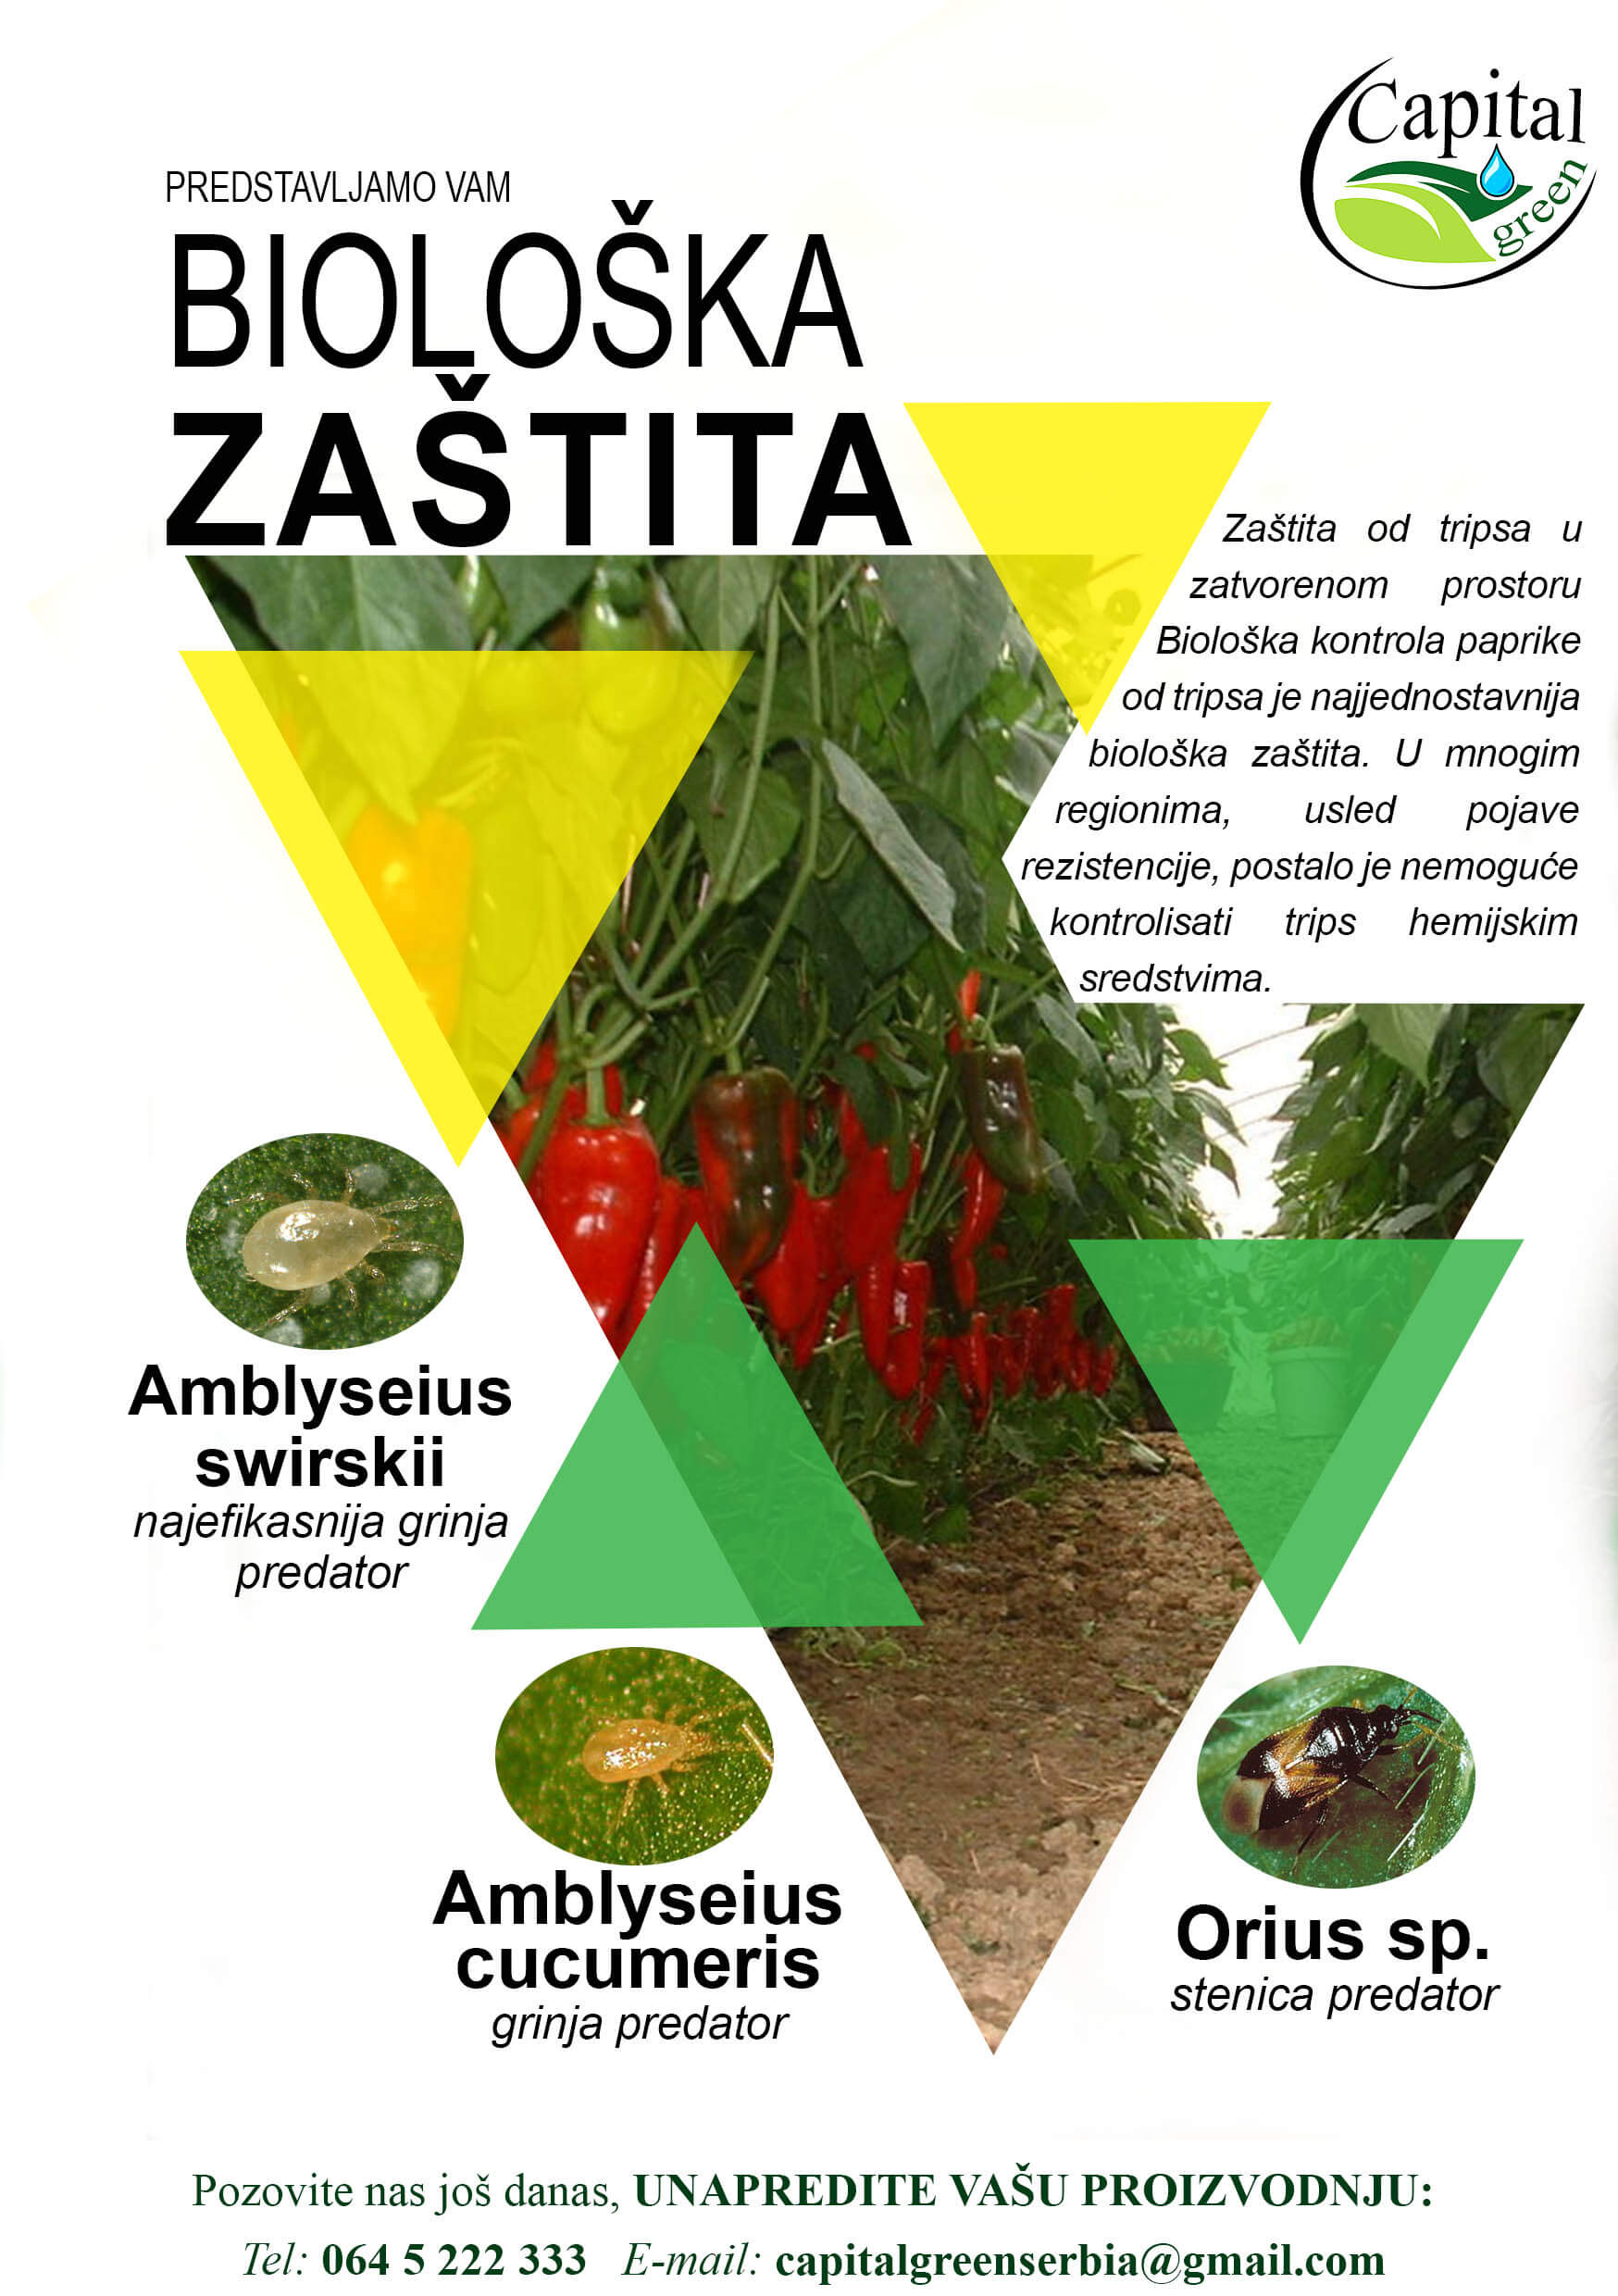 Capital
green
PREDSTAVLJAMO VAM
BIOLOŠKA
ZAŠTITA
Zaštita od tripsa u
zatvorenom prostoru
Biološka kontrola paprike
od tripsa je najjednostavnija
biološka zaštita. U mnogim
regionima, usled pojave
rezistencije, postalo je nemoguće
kontrolisati trips hemijskim
sredstvima.
Amblyseius
swirskii
najefikasnija grinja
predator
Amblyseius
cucumeris
grinja predator
Orius sp.
stenica predator
Pozovite nas još danas, UNAPREDITE VAŠU PROIZVODNJU:
Tel: 064 5 222 333 E-mail: capitalgreenserbia@gmail.com